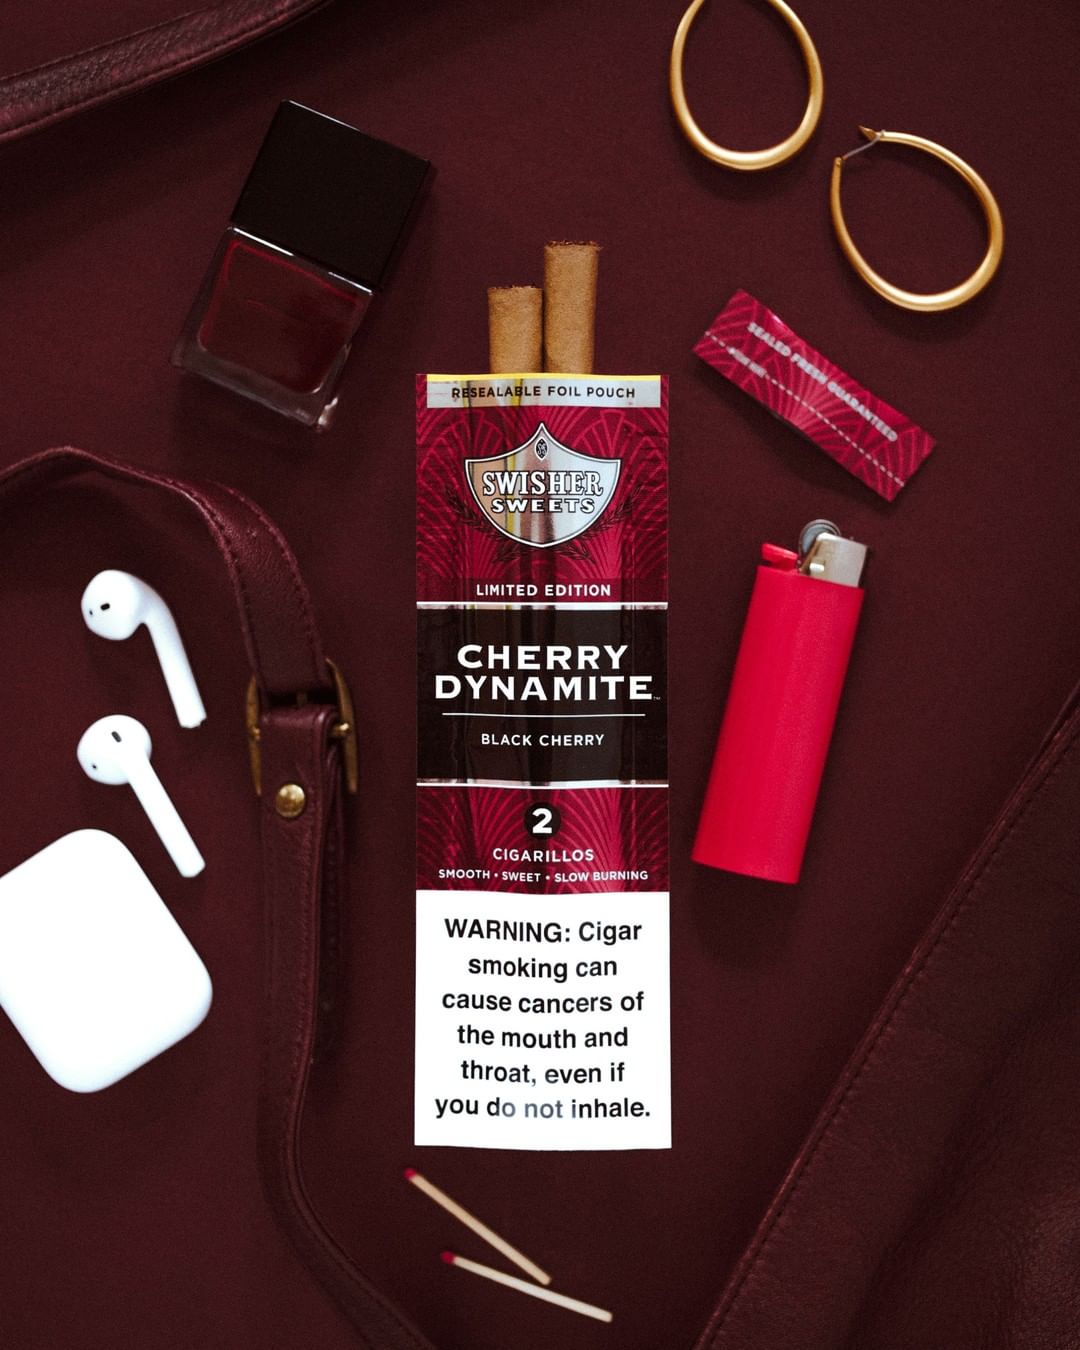 RESEALABLE FOIL POUCH
SWISHER
SWEETS
LIMITED EDITION
CHERRY
DYNAMITE™
BLACK CHERRY
2
CIGARILLOS
SMOOTH • SWEET • SLOW BURNING
WARNING: Cigar
smoking can
cause cancers of
the mouth and
throat, even if
you do not inhale.
SEALED FRESH GUARANTEED